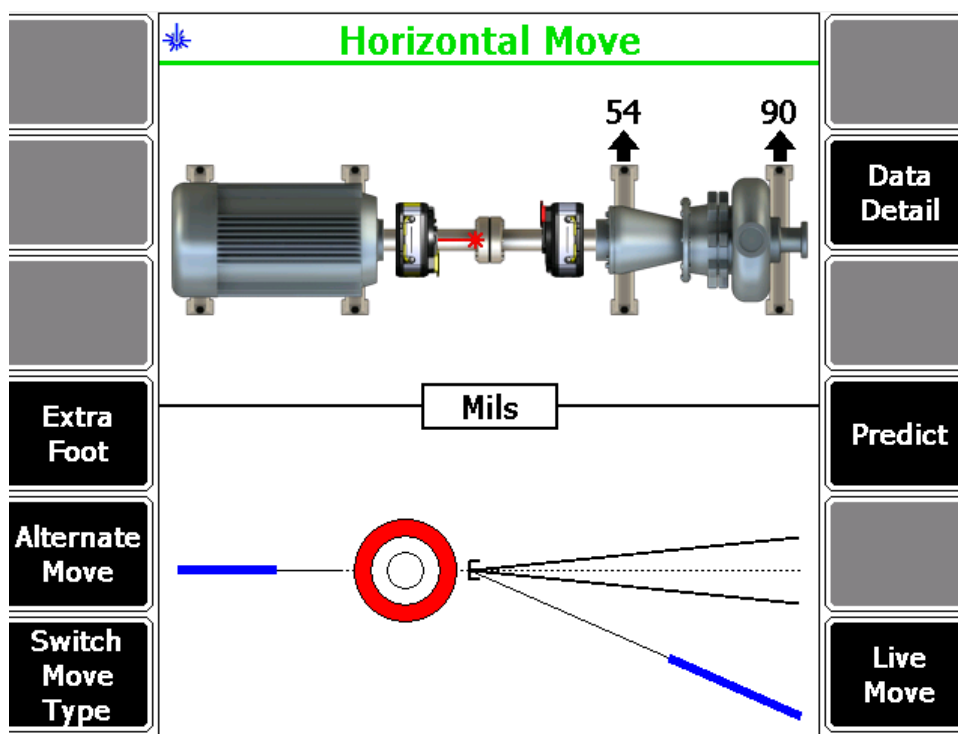 Horizontal Move
54 90
Data
Detail
Mils
Extra
Foot
Predict
Alternate
Move
Switch
Move
Type
Live
Move